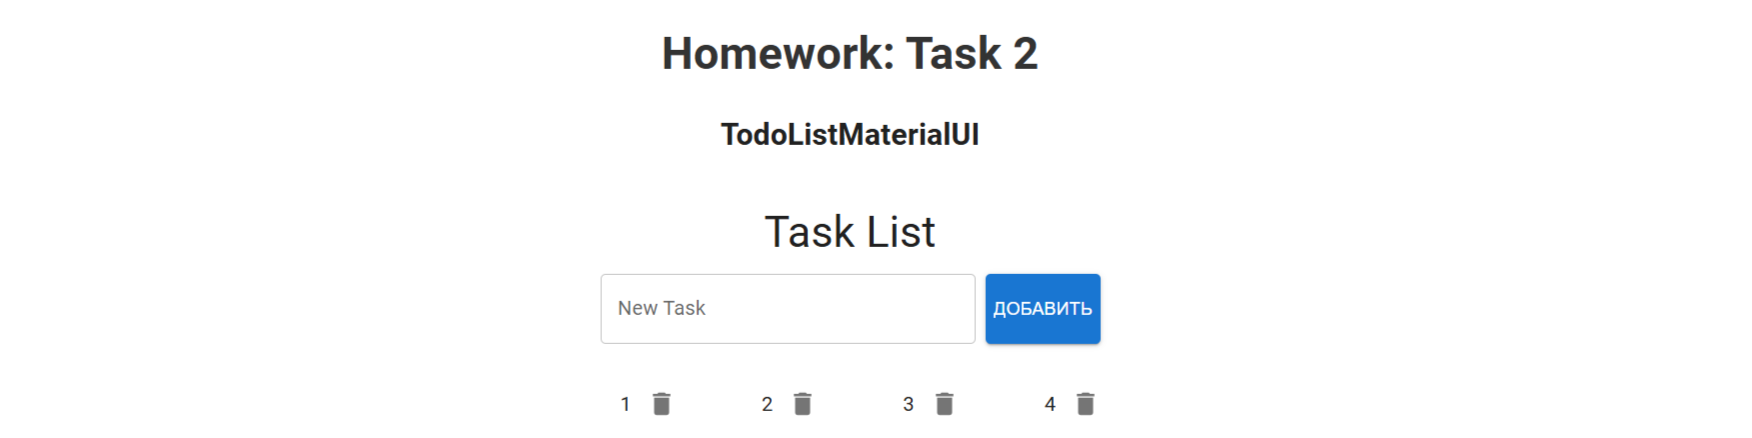 Homework: Task 2
TodoListMaterialUI
Task List
New Task ДОБАВИТЬ
1 2 3 4